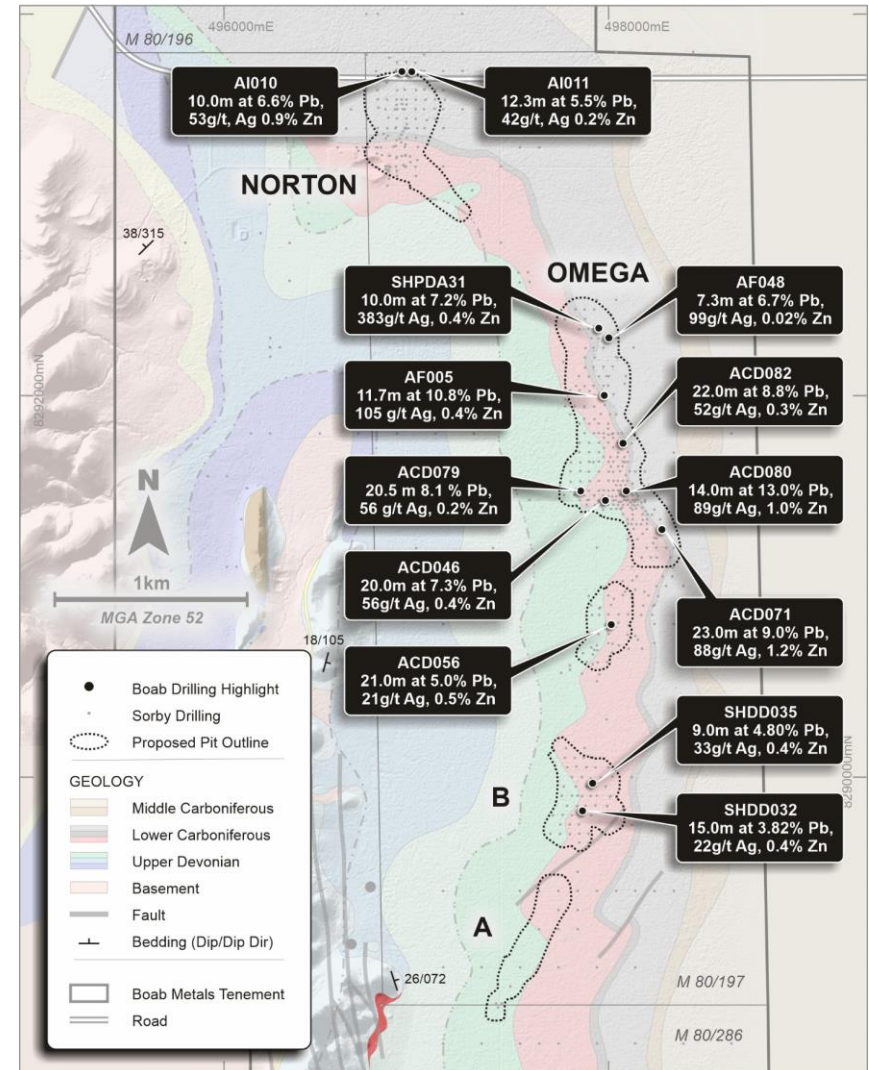 496000mE
498000mE
M 80/196
AI010
10.0m at 6.6% Pb,
53g/t, Ag 0.9% Zn
AI011
12.3m at 5.5% Pb,
42g/t, Ag 0.2% Zn
NORTON
38/315
OMEGA
SHPDA31
10.0m at 7.2% Pb,
383g/t Ag, 0.4% Zn
AF048
7.3m at 6.7% Pb,
99g/t Ag, 0.02% Zn
AF005
11.7m at 10.8% Pb,
105 g/t Ag, 0.4% Zn
ACD082
22.0m at 8.8% Pb,
52g/t Ag, 0.3% Zn
8292000mN
ACD079
20.5 m 8.1 % Pb,
56 g/t Ag, 0.2% Zn
ACD080
14.0m at 13.0% Pb,
89g/t Ag, 1.0% Zn
N
1km
MGA Zone 52
ACD046
20.0m at 7.3% Pb,
56g/t Ag, 0.4% Zn
ACD071
23.0m at 9.0% Pb,
88g/t Ag, 1.2% Zn
18/105
ACD056
21.0m at 5.0% Pb,
21g/t Ag, 0.5% Zn
SHDD035
9.0m at 4.80% Pb,
33g/t Ag, 0.4% Zn
8290000mN
B
SHDD032
15.0m at 3.82% Pb,
22g/t Ag, 0.4% Zn
A
26/072
M 80/197
M 80/286
Boab Drilling Highlight
Sorby Drilling
Proposed Pit Outline
GEOLOGY
Middle Carboniferous
Lower Carboniferous
Upper Devonian
Basement
Fault
Bedding (Dip/Dip Dir)
Boab Metals Tenement
Road